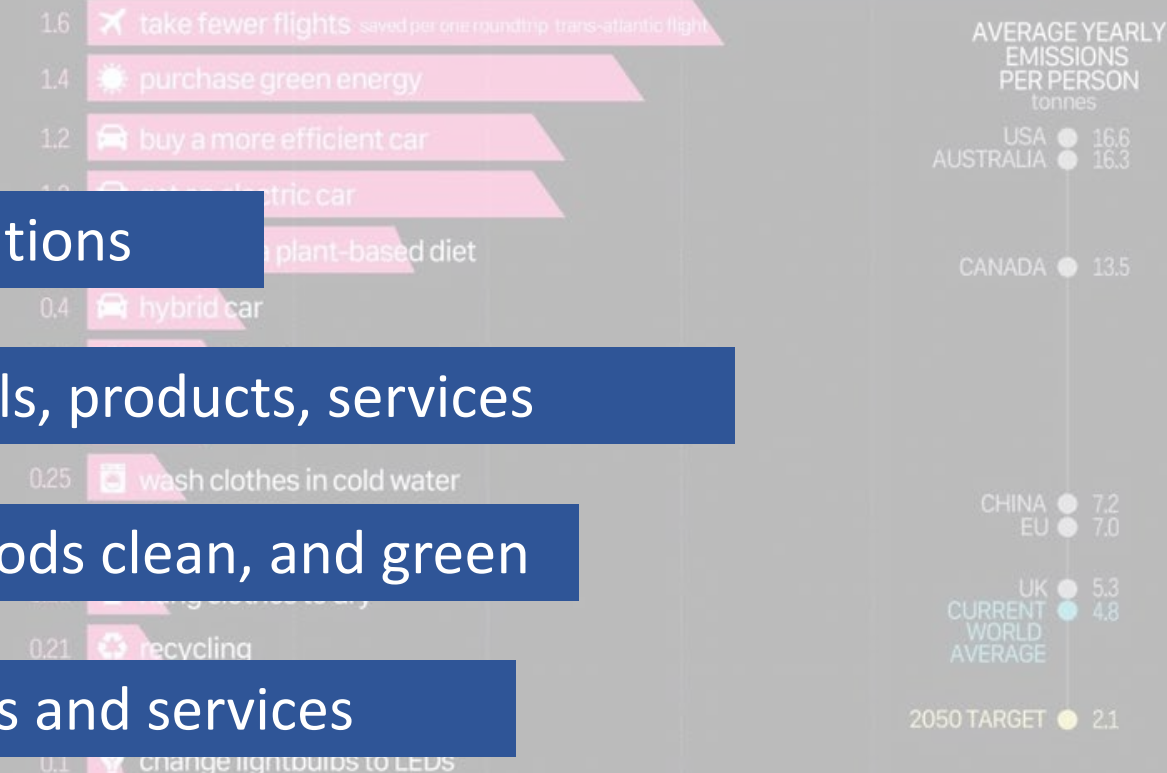 1.6 take fewer flights saved per one roundtrip trans-atlantic flight
1.4 purchase green energy
1.2 buy a more efficient car
electric car
tions
a plant-based diet
0.4 hybrid car
ls, products, services
0.25 wash clothes in cold water
ods clean, and green
clothes to dry
0.21 recycling
s and services
0.1 change lightbulbs to LEDs
AVERAGE YEARLY
EMISSIONS
PER PERSON
tonnes
USA 16.6
AUSTRALIA 16.3
CANADA 13.5
CHINA 7.2
EU 7.0
UK 5.3
CURRENT 4.8
WORLD
AVERAGE
2050 TARGET 2.1